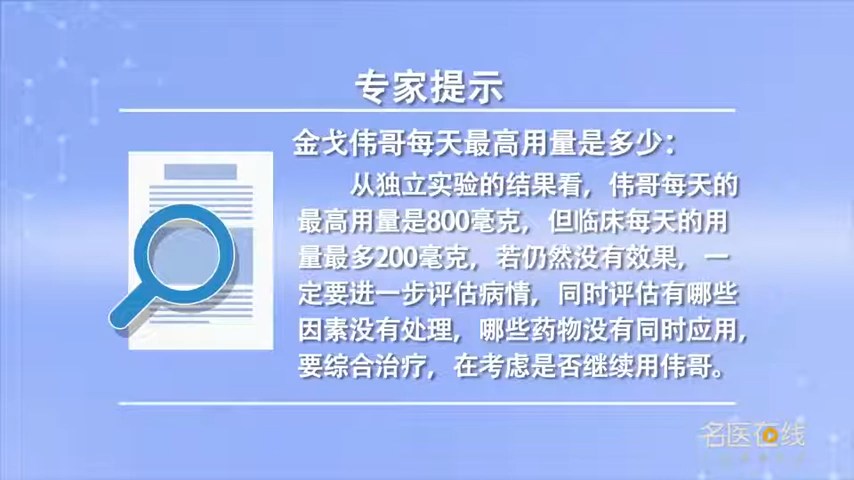 专家提示
金戈伟哥每天最高用量是多少：
从独立实验的结果看，伟哥每天的
最高用量是800毫克，但临床每天的用
量最多200毫克，若仍然没有效果，一
定要进一步评估病情，同时评估有哪些
因素没有处理，哪些药物没有同时应用，
要综合治疗，在考虑是否继续用伟哥。
名医在线